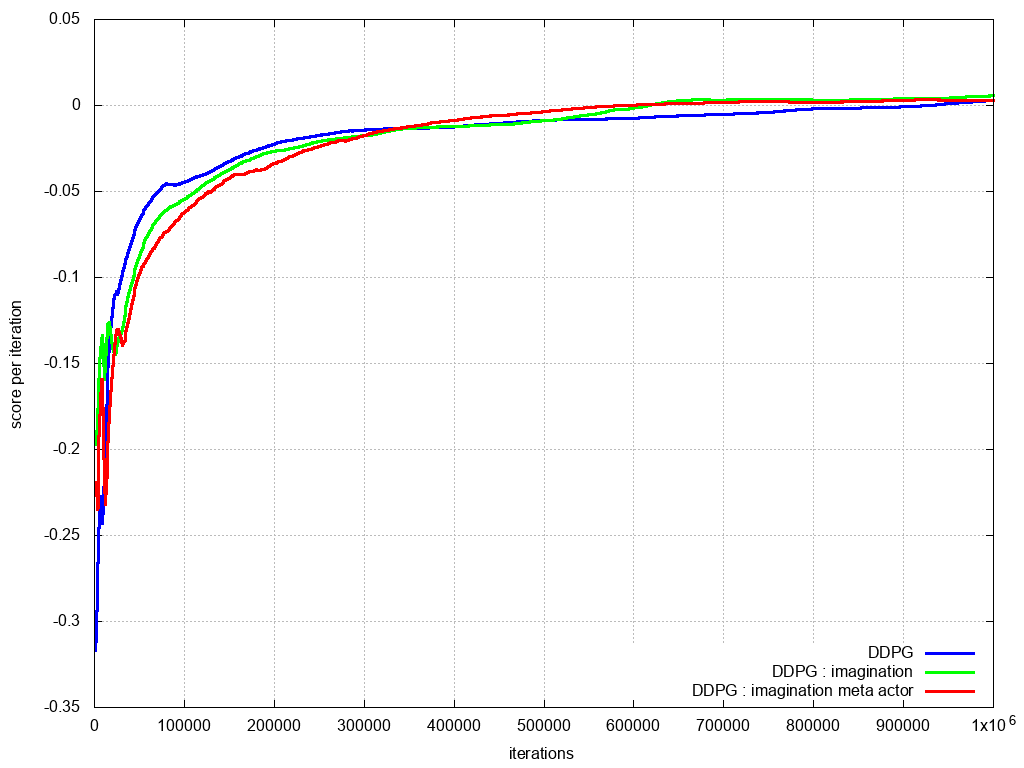 0.05
0
-0.05
-0.1
-0.15
-0.2
-0.25
-0.3
-0.35
score per iteration
DDPG
DDPG : imagination
DDPG : imagination meta actor
0 100000 200000 300000 400000 500000 600000 700000 800000 900000 1x10⁶
iterations